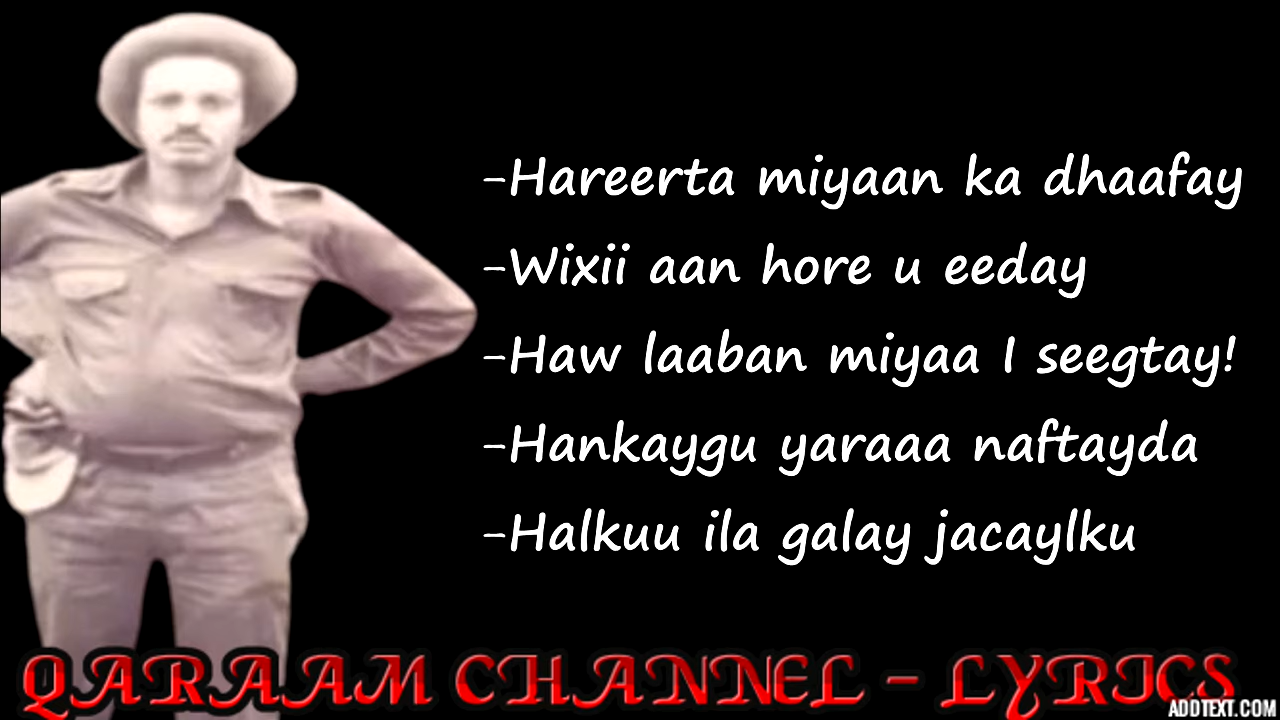 -Hareerta miyaan ka dhaafay
-Wixii aan hore u eeday
-Haw laaban miyaa I seegtay!
-Hankaygu yaraaa naftayda
-Halkuu ila galay jacaylku
QARAAM CHANNEL - LYRICS
ADDTEXT.COM